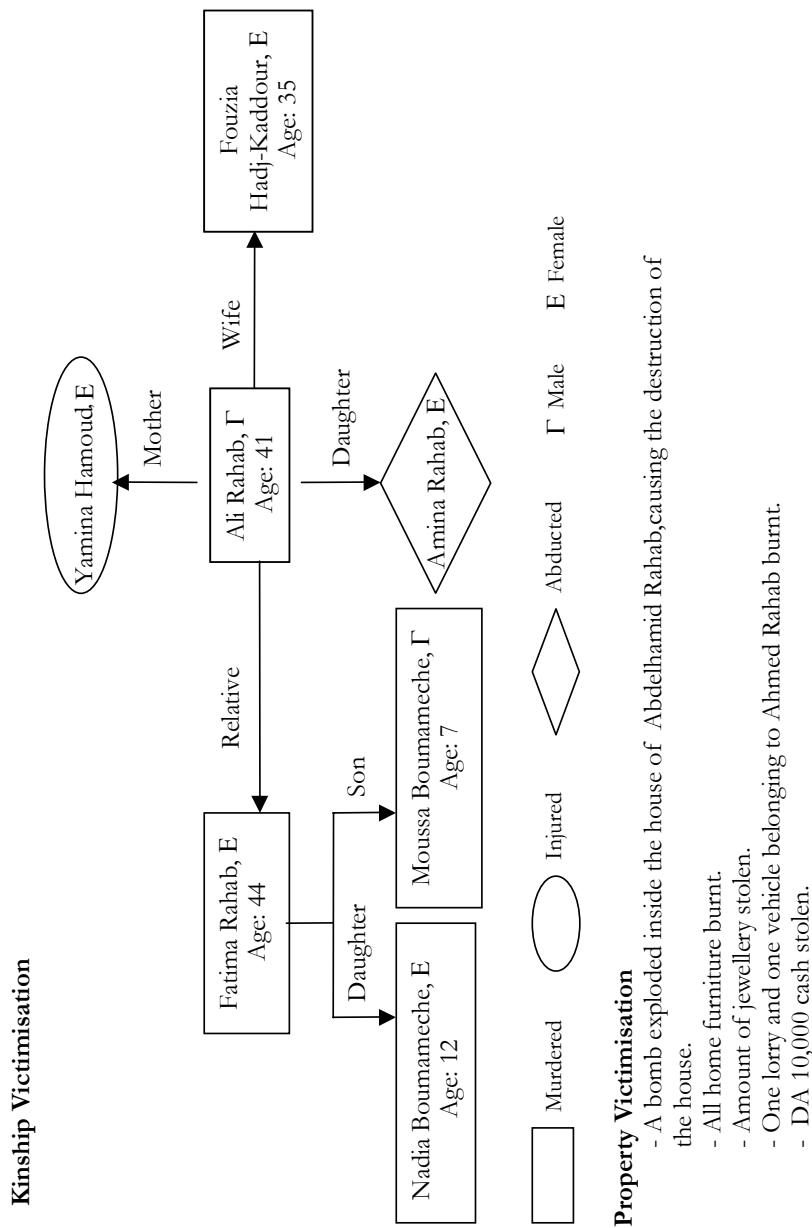 Kinship Victimisation
Yamina Hamoud, E
Mother
Fatima Rahab, E
Age: 44
Relative
Ali Rahab, Γ
Age: 41
Wife
Fouzia
Hadj-Kaddour, E
Age: 35
Daughter
Son
Daughter
Nadia Boumameche, E
Age: 12
Moussa Boumameche, Γ
Age: 7
Amina Rahab, E
Murdered
Injured
Abducted
Γ Male
E Female
Property Victimisation
- A bomb exploded inside the house of Abdelhamid Rahab,causing the destruction of
the house.
- All home furniture burnt.
- Amount of jewellery stolen.
- One lorry and one vehicle belonging to Ahmed Rahab burnt.
- DA 10,000 cash stolen.